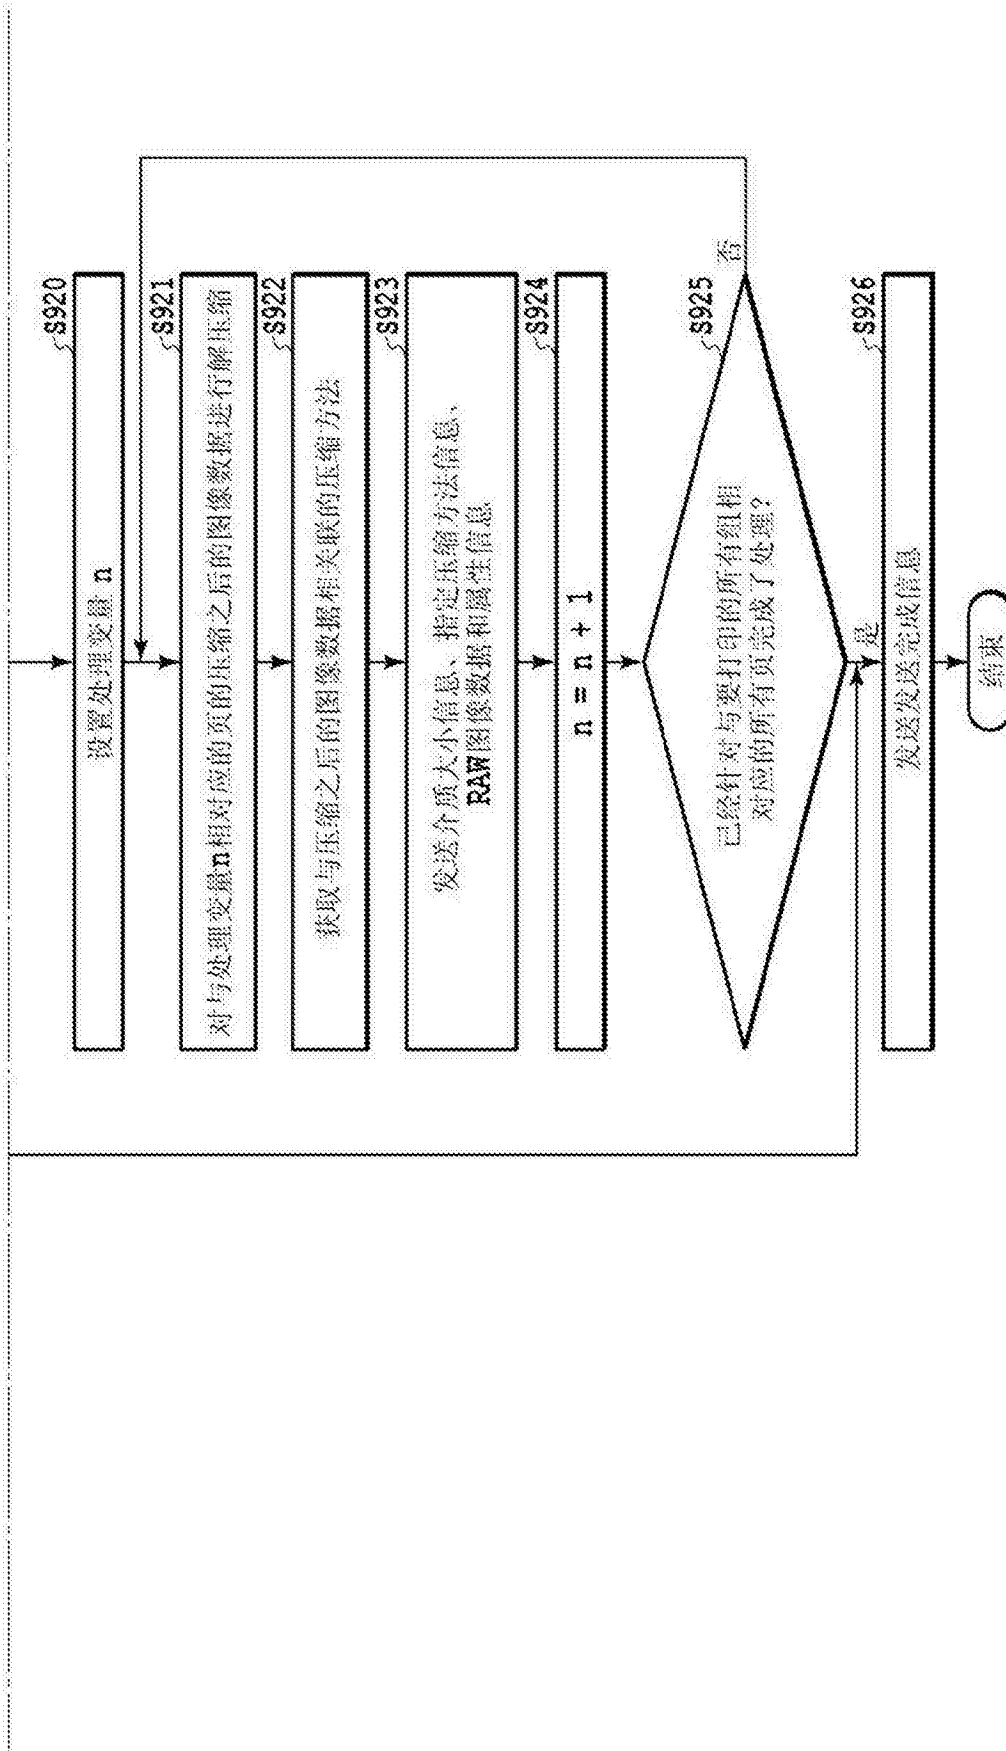 S920
设置处理变量 n
S921
对与处理变量n相对应的页的压缩之后的图像数据进行解压缩
S922
获取与压缩之后的图像数据相关联的压缩方法
S923
发送介质大小信息、指定压缩方法信息、
RAW图像数据和属性信息
S924
n = n + 1
S925
已经针对与要打印的所有组相
对应的所有页完成了处理?
否
是
S926
发送发送完成信息
结束